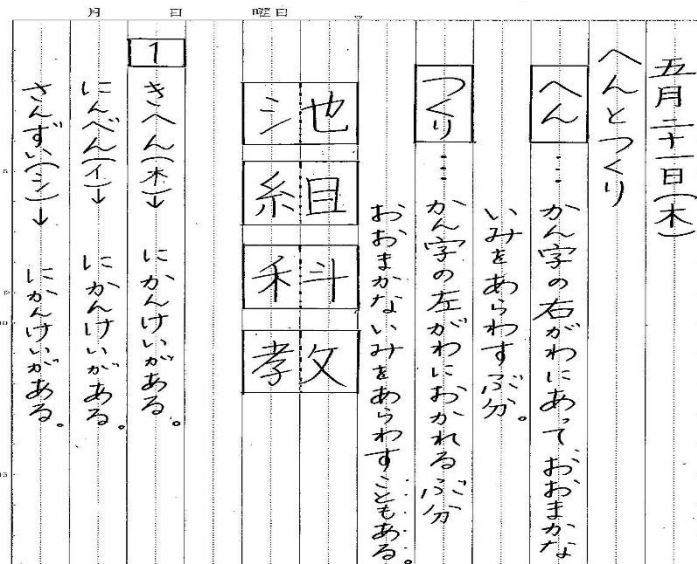 月 日 曜日
五月二十一日(木)
へんとつくり
へん…かん字の右がわにあって、おおまかな
いみをあらわすぶ分。
つくり…かん字の左がわにおかれるぶ分
おおまかないみをあらわすこともある。
池
組
科
教
1
きへん(木)↓ にかんけいがある。
にんべん(イ)↓ にかんけいがある。
さんずい(シ)↓ にかんけいがある。